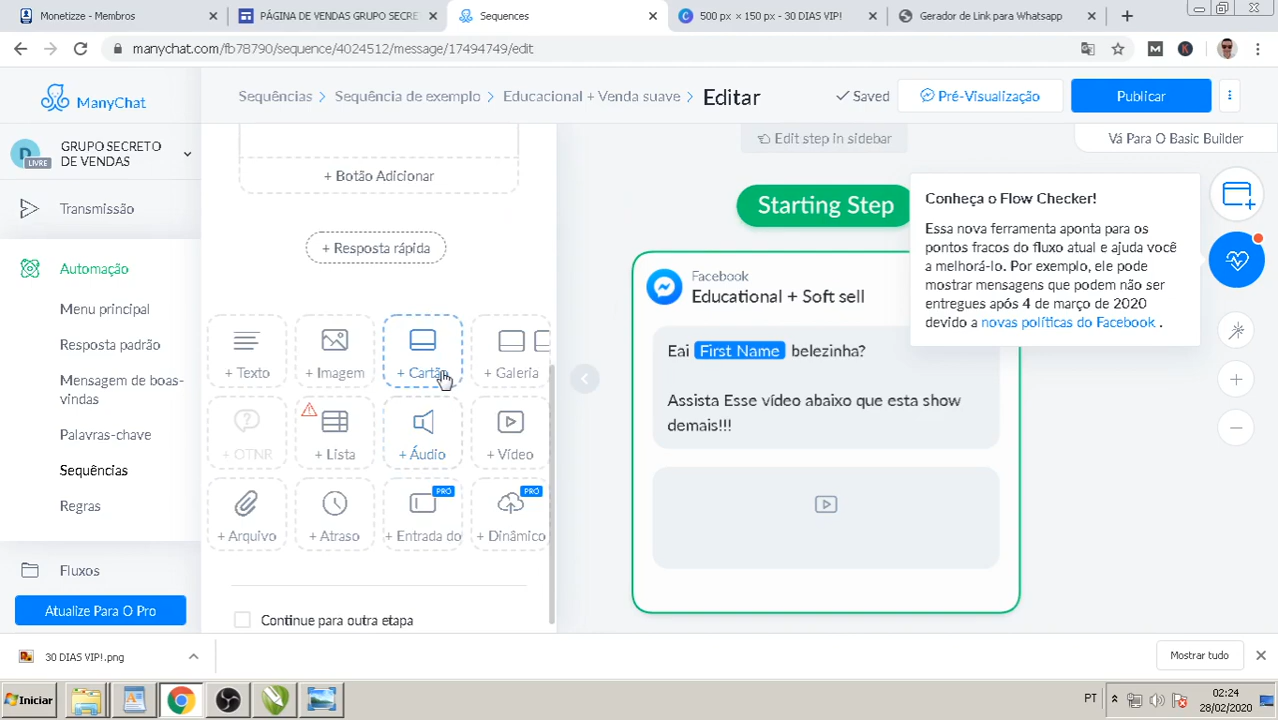 Monetizze - Membros
PÁGINA DE VENDAS GRUPO SECRE
Sequences
500 px × 150 px - 30 DIAS VIP!
Gerador de Link para Whatsapp
manychat.com/fb78790/sequence/4024512/message/17494749/edit
ManyChat
Sequências > Sequência de exemplo > Educacional + Venda suave > Editar
Saved
Pré-Visualização
Publicar
GRUPO SECRETO
DE VENDAS
LIVRE
Transmissão
Automação
Menu principal
Resposta padrão
Mensagem de boas-
vindas
Palavras-chave
Sequências
Regras
Fluxos
Atualize Para O Pro
+ Botão Adicionar
+ Resposta rápida
+ Texto
+ Imagem
+ Cartão
+ Galeria
+ OTNR
+ Lista
+ Áudio
+ Vídeo
PRO
PRO
+ Arquivo
+ Atraso
+ Entrada do
+ Dinâmico
Continue para outra etapa
Edit step in sidebar
Vá Para O Basic Builder
Starting Step
Facebook
Educational + Soft sell
Eai First Name belezinha?
Assista Esse vídeo abaixo que esta show
demais!!!
Conheça o Flow Checker!
Essa nova ferramenta aponta para os
pontos fracos do fluxo atual e ajuda você
a melhorá-lo. Por exemplo, ele pode
mostrar mensagens que podem não ser
entregues após 4 de março de 2020
devido a novas políticas do Facebook .
30 DIAS VIP!.png
Mostrar tudo
Iniciar
PT
02:24
28/02/2020